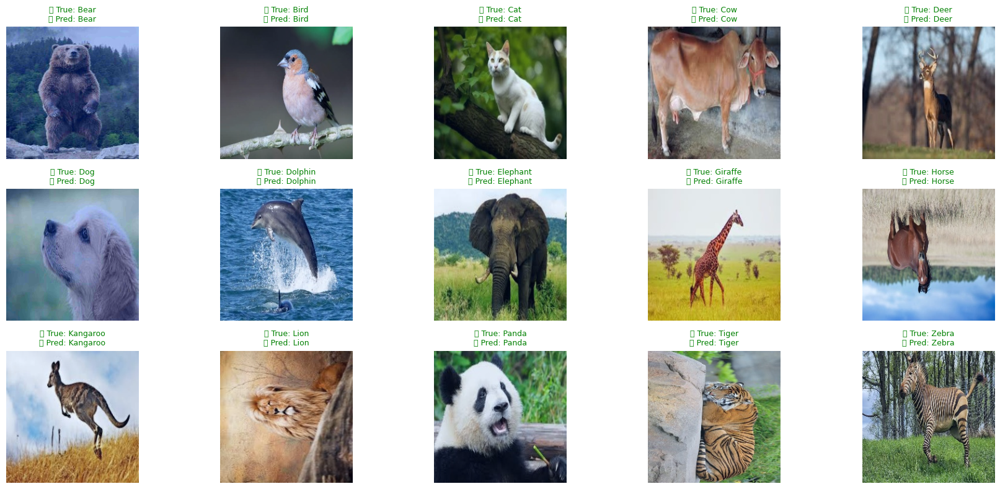 True: Bear
Pred: Bear
True: Bird
Pred: Bird
True: Cat
Pred: Cat
True: Cow
Pred: Cow
True: Deer
Pred: Deer
True: Dog
Pred: Dog
True: Dolphin
Pred: Dolphin
True: Elephant
Pred: Elephant
True: Giraffe
Pred: Giraffe
True: Horse
Pred: Horse
True: Kangaroo
Pred: Kangaroo
True: Lion
Pred: Lion
True: Panda
Pred: Panda
True: Tiger
Pred: Tiger
True: Zebra
Pred: Zebra